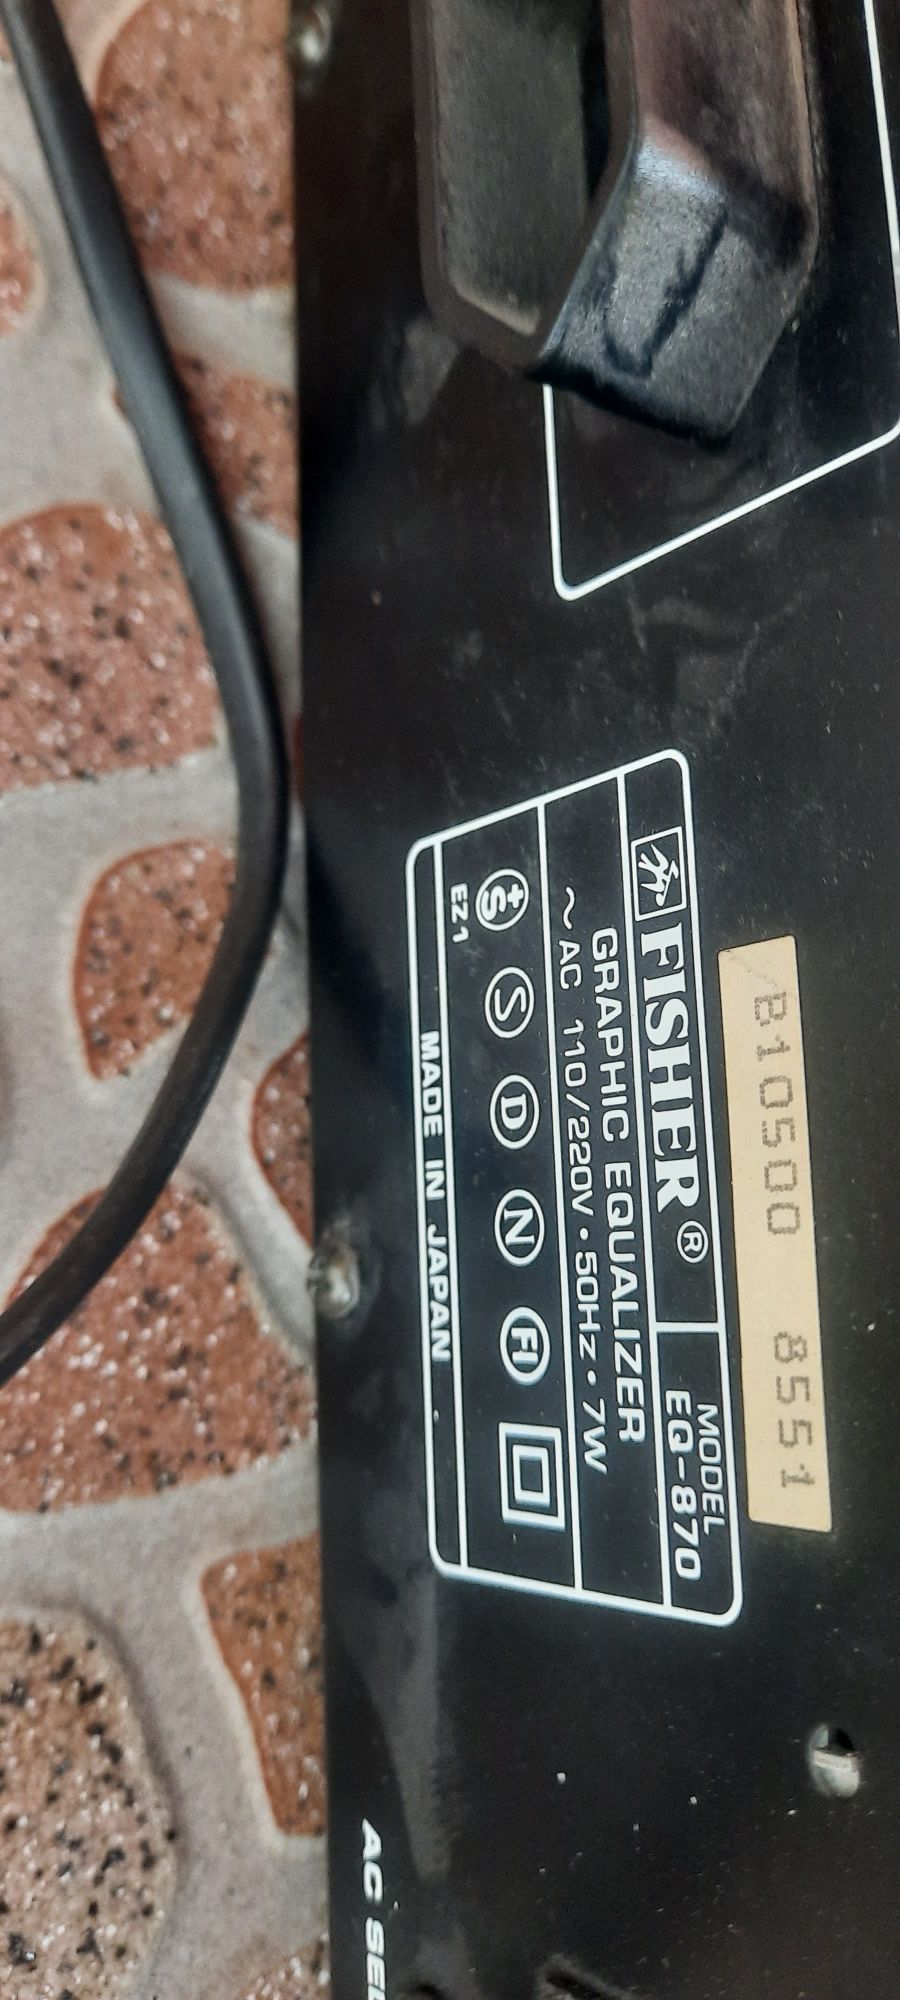 B10500 8551
FISHER®
MODEL
EQ-870
GRAPHIC EQUALIZER
~AC 110/220V•50Hz•7W
+S S D N FI
EZ1
MADE IN JAPAN
AC SEL